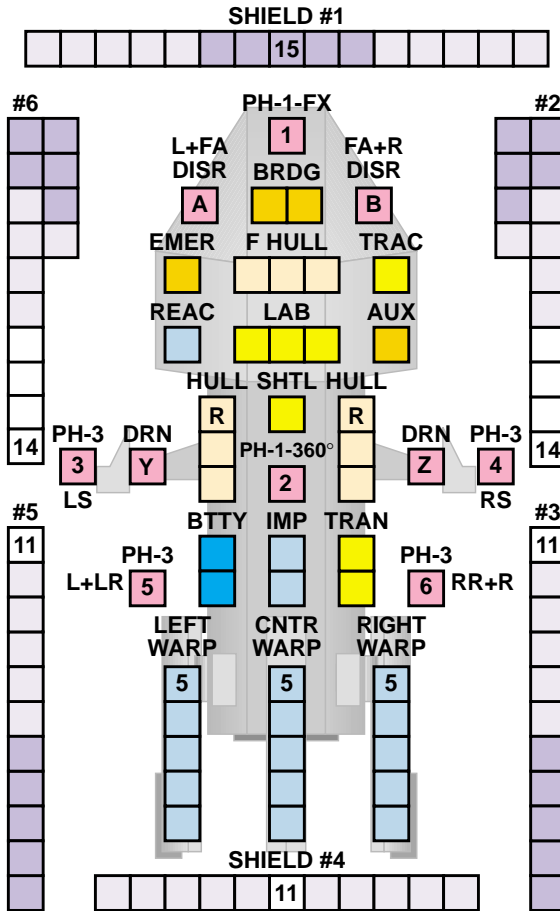 SHIELD #1
15
#6
#2
PH-1-FX
1
L+FA
DISR
BRDG
FA+R
DISR
A
B
EMER
F HULL
TRAC
REAC
LAB
AUX
HULL
SHTL
HULL
R
R
14
14
PH-3
DRN
PH-1-360°
DRN
PH-3
3
Y
2
Z
4
LS
RS
#5
#3
11
11
BTTY
IMP
TRAN
PH-3
PH-3
L+LR
5
6
RR+R
LEFT
WARP
CNTR
WARP
RIGHT
WARP
5
5
5
SHIELD #4
11